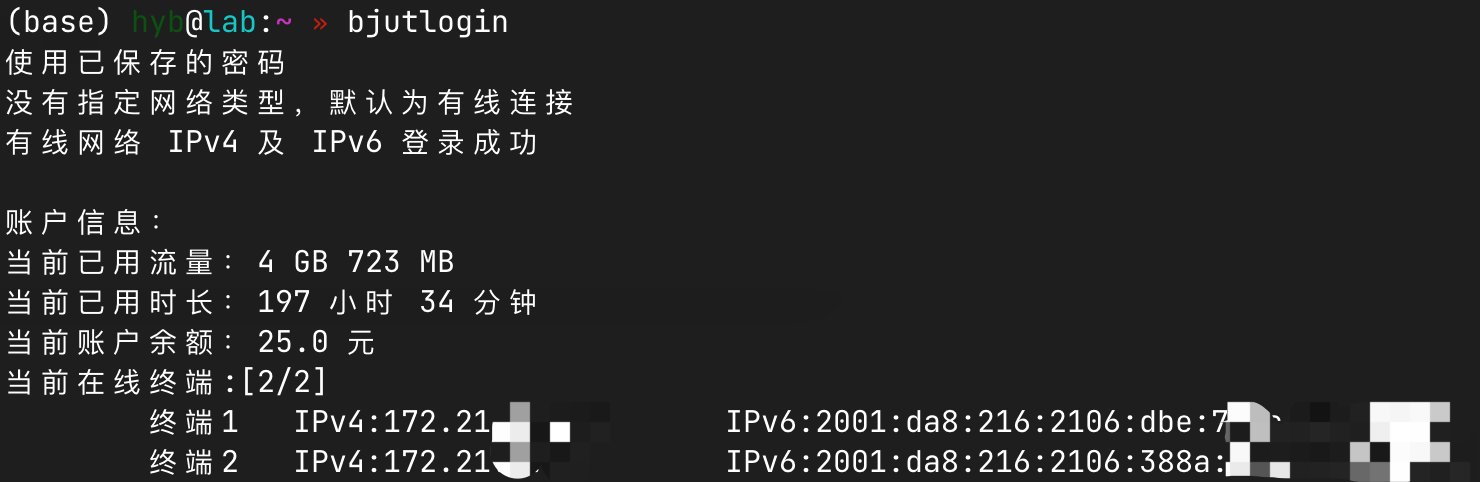 (base) hyb@lab:~ » bjutlogin
使用已保存的密码
没有指定网络类型，默认为有线连接
有线网络 IPv4 及 IPv6 登录成功
账户信息：
当前已用流量：4 GB 723 MB
当前已用时长：197 小时 34 分钟
当前账户余额：25.0 元
当前在线终端:[2/2]
终端1 IPv4:172.21 IPv6:2001:da8:216:2106:dbe:7
终端2 IPv4:172.21 IPv6:2001:da8:216:2106:388a: